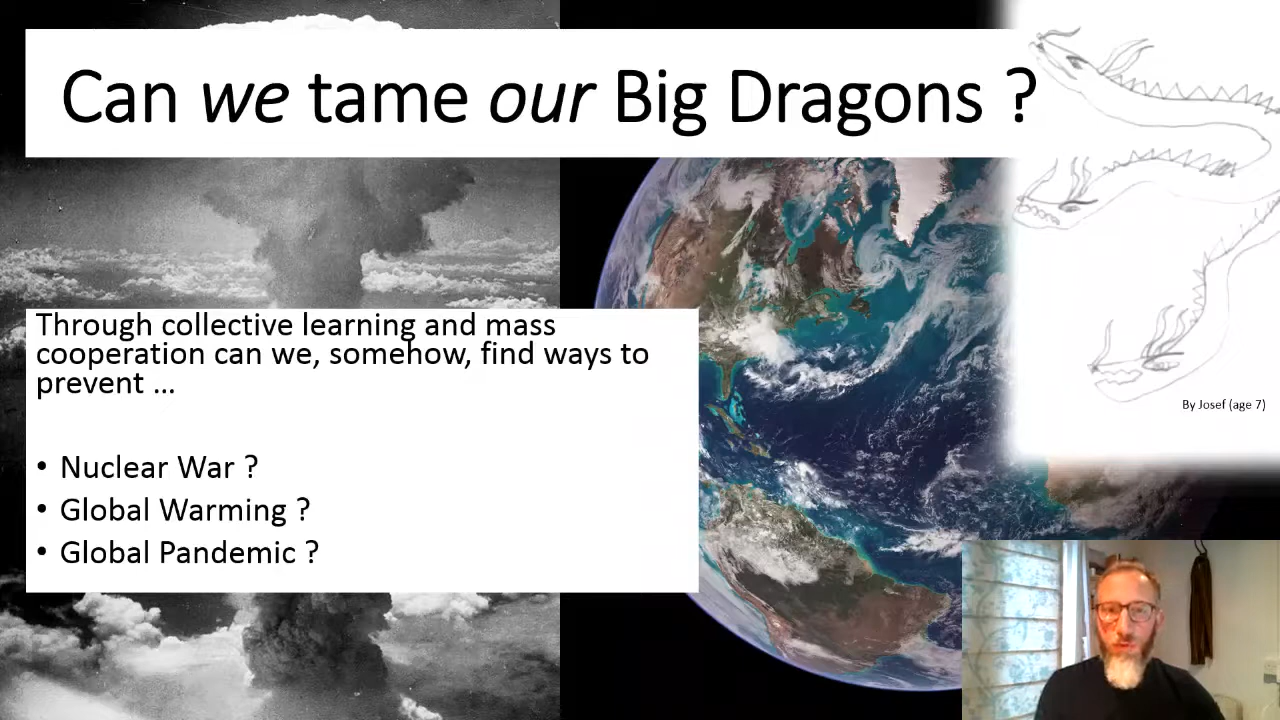 Can we tame our Big Dragons ?
Through collective learning and mass
cooperation can we, somehow, find ways to
prevent ...
• Nuclear War ?
• Global Warming ?
• Global Pandemic ?
By Josef (age 7)